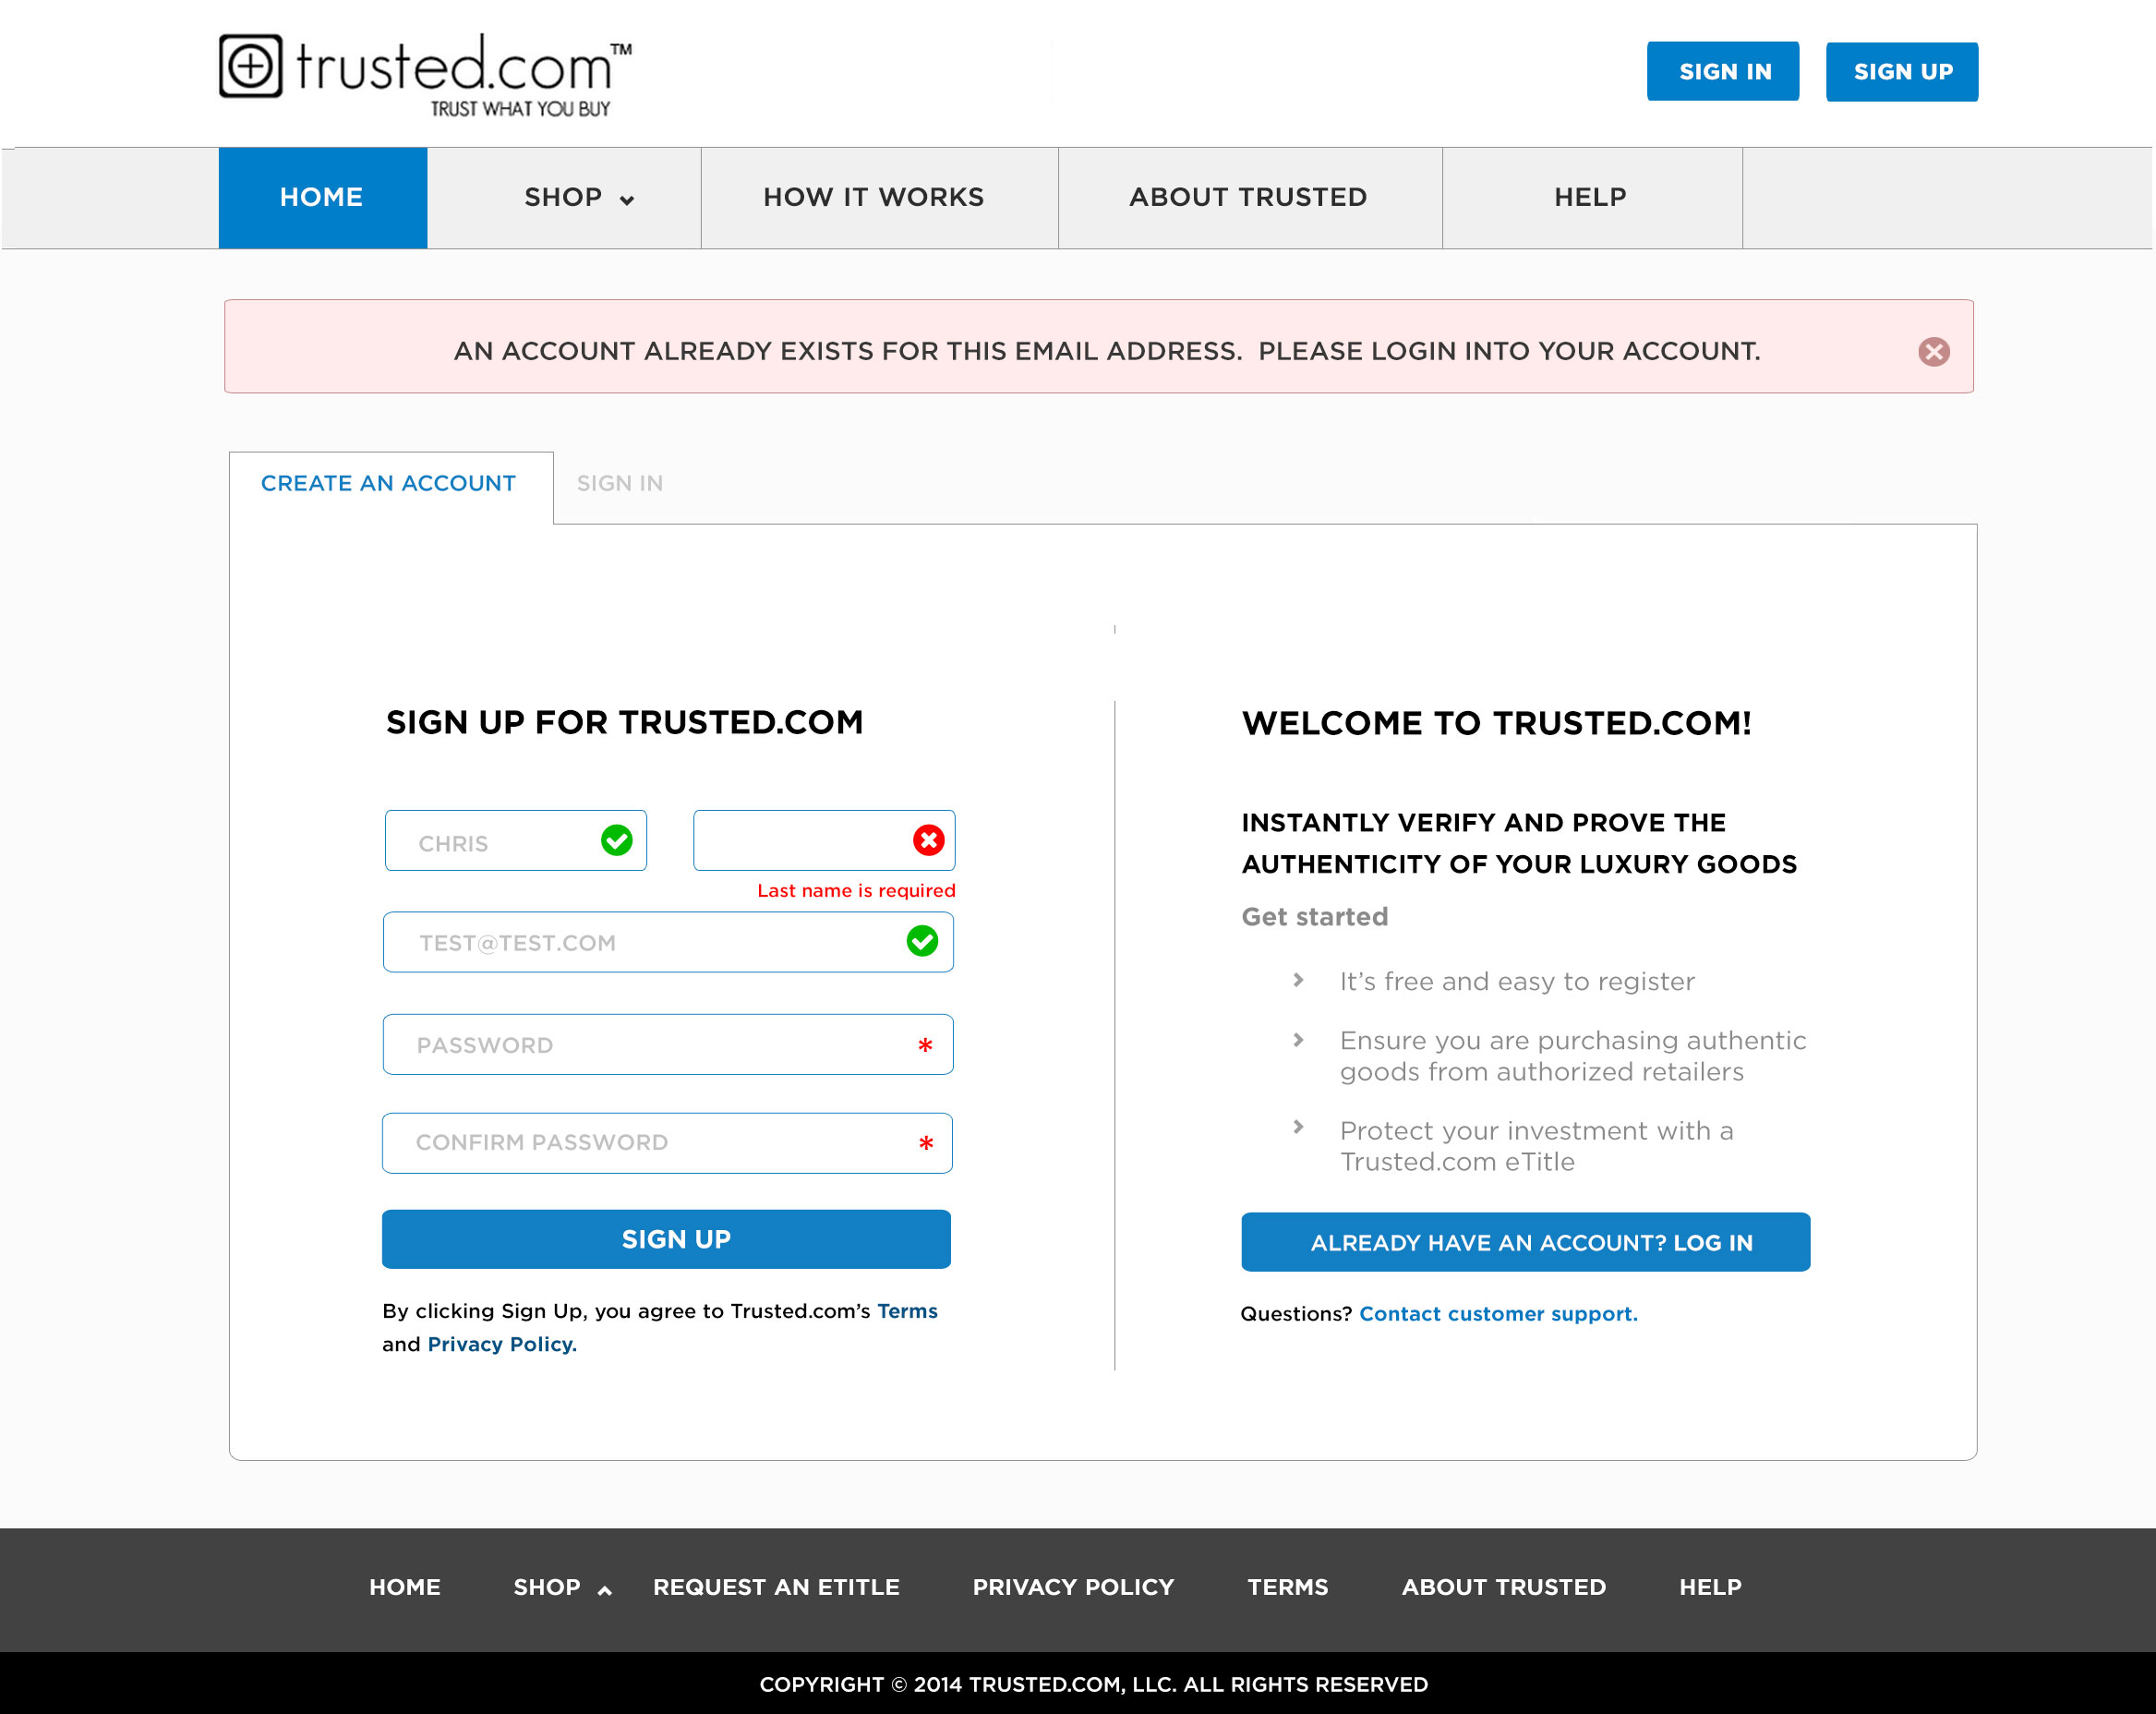 trusted.com™
TRUST WHAT YOU BUY
SIGN IN
SIGN UP
HOME
SHOP
HOW IT WORKS
ABOUT TRUSTED
HELP
AN ACCOUNT ALREADY EXISTS FOR THIS EMAIL ADDRESS.  PLEASE LOGIN INTO YOUR ACCOUNT.
CREATE AN ACCOUNT
SIGN IN
SIGN UP FOR TRUSTED.COM
CHRIS
Last name is required
TEST@TEST.COM
PASSWORD *
CONFIRM PASSWORD *
SIGN UP
By clicking Sign Up, you agree to Trusted.com’s Terms
and Privacy Policy.
WELCOME TO TRUSTED.COM!
INSTANTLY VERIFY AND PROVE THE
AUTHENTICITY OF YOUR LUXURY GOODS
Get started
It’s free and easy to register
Ensure you are purchasing authentic
goods from authorized retailers
Protect your investment with a
Trusted.com eTitle
ALREADY HAVE AN ACCOUNT? LOG IN
Questions? Contact customer support.
HOME
SHOP
REQUEST AN ETITLE
PRIVACY POLICY
TERMS
ABOUT TRUSTED
HELP
COPYRIGHT © 2014 TRUSTED.COM, LLC. ALL RIGHTS RESERVED